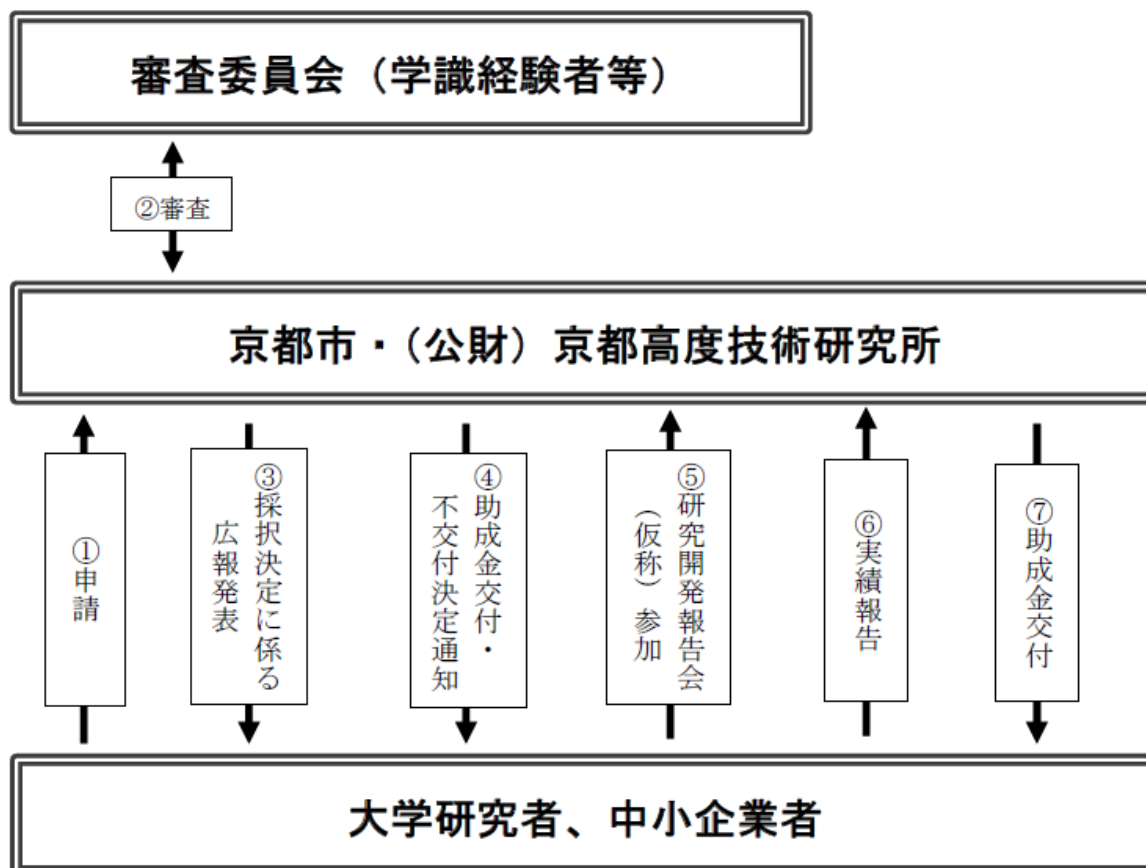 審査委員会（学識経験者等）
②審査
京都市・（公財）京都高度技術研究所
①申請
③採択決定に係る
広報発表
④助成金交付・
不交付決定通知
⑤研究開発報告会
（仮称）参加
⑥実績報告
⑦助成金交付
大学研究者、中小企業者